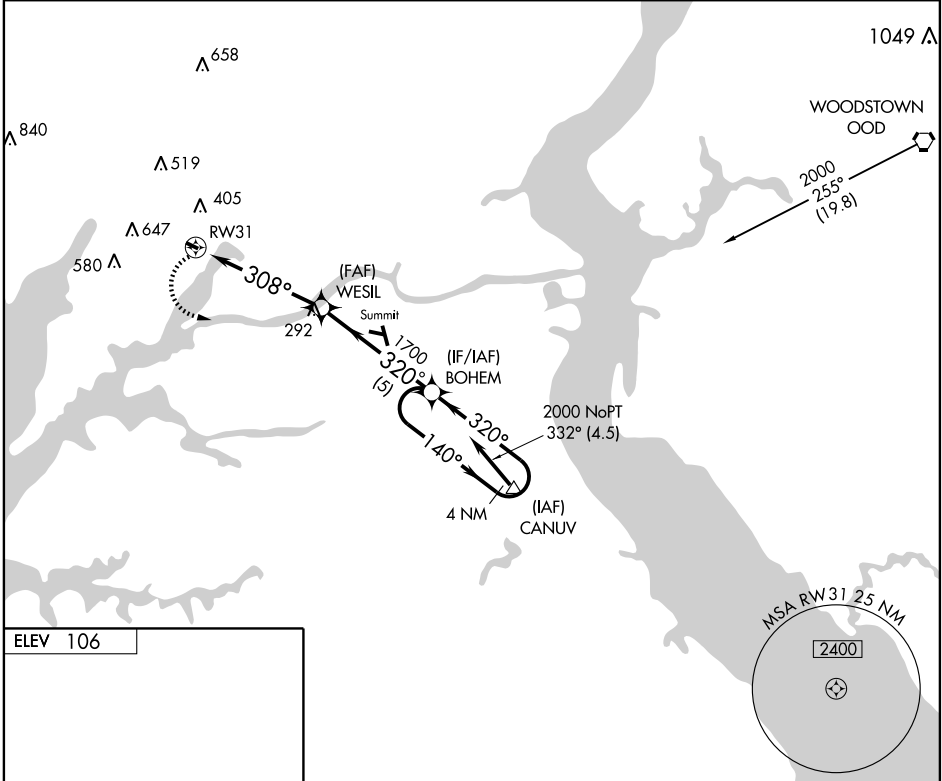 1049
658
WOODSTOWN
OOD
840
519
2000
255°
(19.8)
405
647
RW31
580
308°
(FAF)
WESIL
292
Summit
1700
320°
(5)
(IF/IAF)
BOHEM
320°
2000 NoPT
332° (4.5)
140°
4 NM
(IAF)
CANUV
MSA RW31 25 NM
2400
ELEV 106